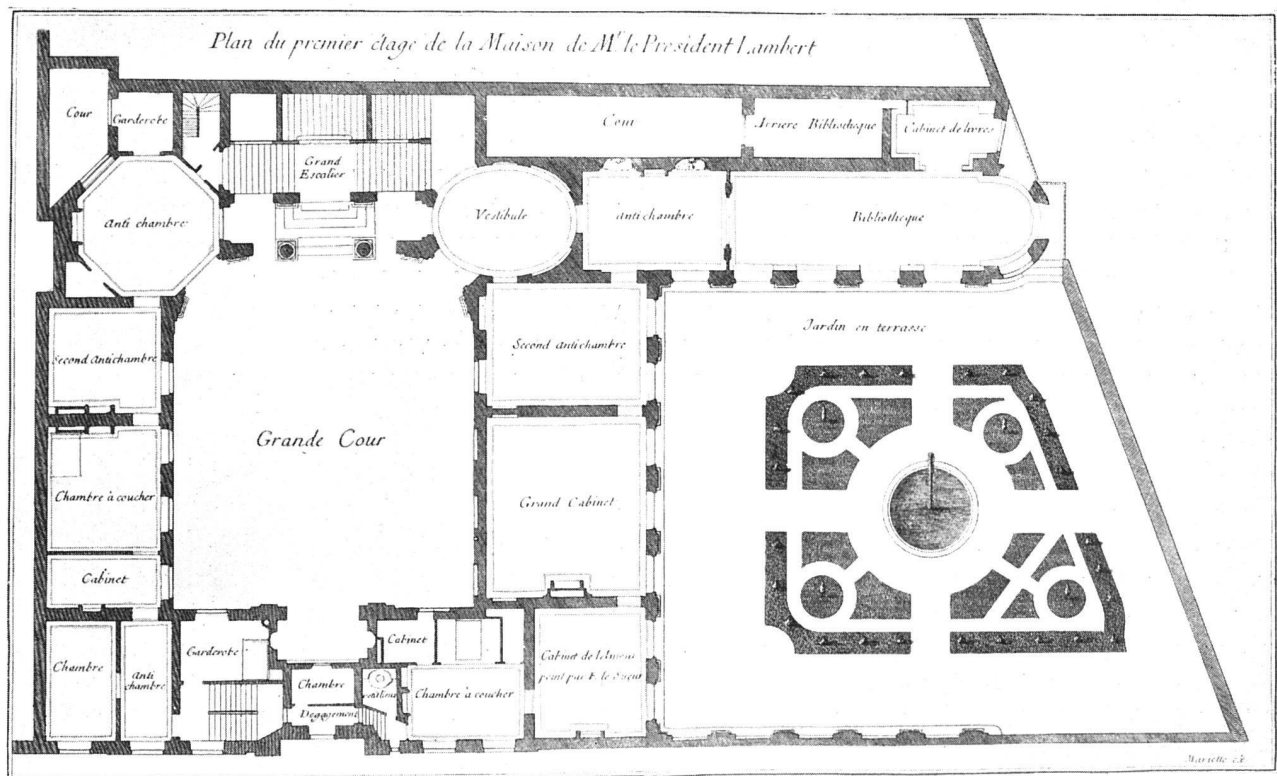 Plan du premier étage de la Maison de Mr. le President Lambert
Cour
Garderobe
Grand
Escalier
Cour
Arriere Bibliotheque
Cabinet de livres
Anti chambre
Vestibule
Antichambre
Bibliotheque
Second Antichambre
Second Antichambre
Jardin en terrasse
Grande Cour
Chambre à coucher
Grand Cabinet
Cabinet
Chambre
Anti
chambre
Garderobe
Chambre
Degagement
Cabinet
Chambre à coucher
Cabinet de l'Amour
peint par E. le Sueur
Mariette ex.